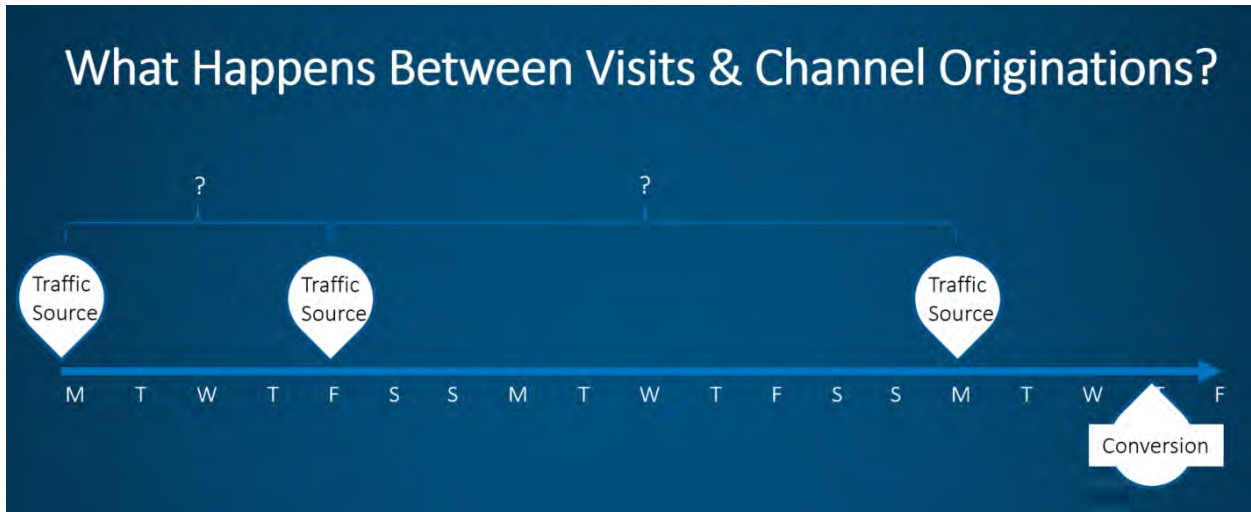 What Happens Between Visits & Channel Originations?
? ?
Traffic Source
Traffic Source
Traffic Source
M T W T F S S M T W T F S S M T W T F
Conversion